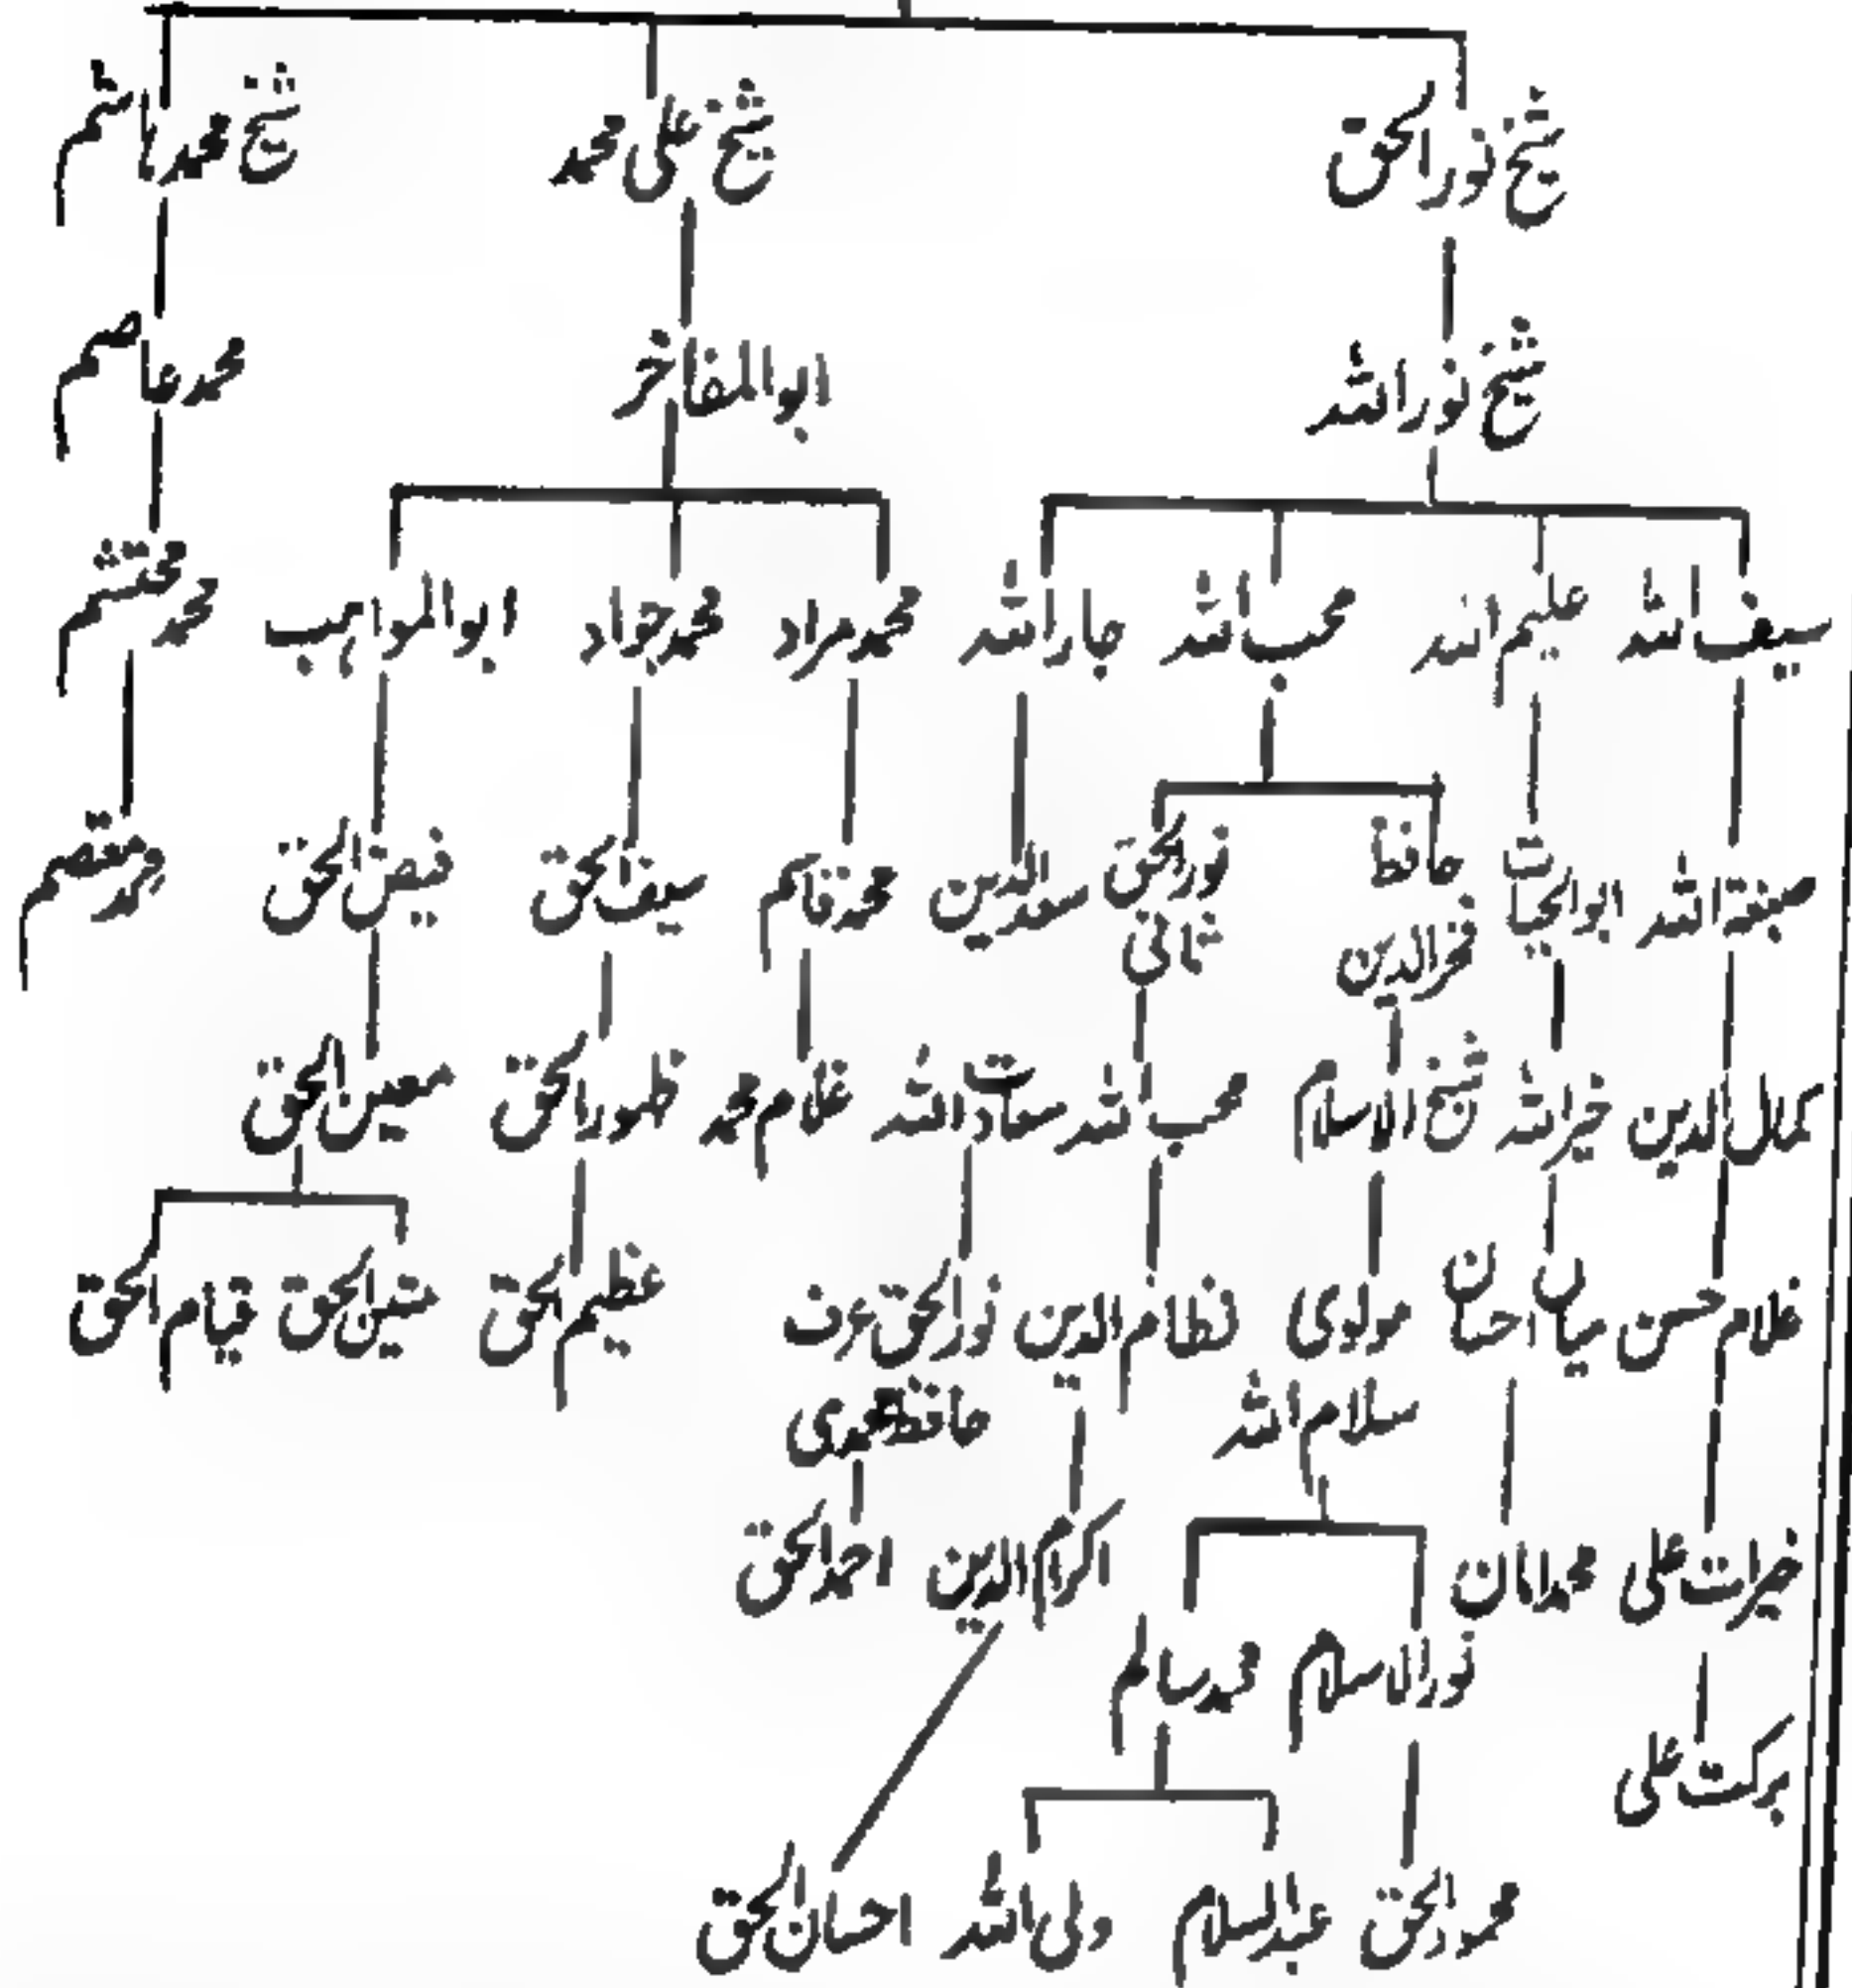 شیخ نورالحق شیخ علی محمد شیخ محمد ہاشم
شیخ نوراللہ ابوالمفاخر محمد عاصم
سیف اللہ علیم اللہ محب اللہ جاراللہ محمد مراد محمد جواد ابوالمواہب محمد محتشم
صبغۃ اللہ ابوالحیات حافظ فخرالدین نورالحق ثانی سعدالدین محمد قاسم سیف الحق فیض الحق محمد معتصم
کمال الدین خیراللہ شیخ الاسلام محب اللہ سعادت اللہ غلام محمد ظہورالحق معین الحق
غلام حسن میاں احسان مولوی سلام اللہ نظام الدین نورالحق عرف حافظ مہدی عظیم الحق متین الحق قیام الحق
خیرات علی محمد امان اکرام الدین احمدالحق
نورالاسلام محمد سالم
برکت علی
محمودالحق عبدالسلام ولی اللہ احسان الحق